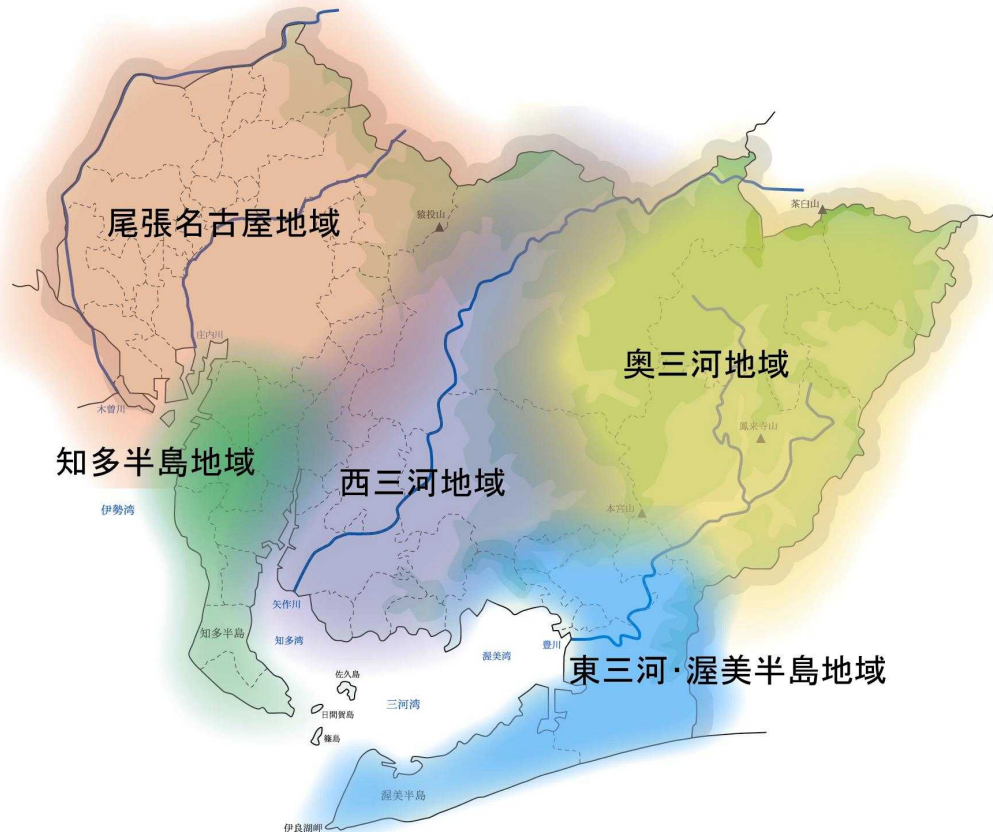 茶臼山
猿投山
尾張名古屋地域
庄内川
奥三河地域
木曽川
鳳来寺山
知多半島地域
西三河地域
伊勢湾
本宮山
矢作川
知多半島
知多湾
豊川
渥美湾
東三河・渥美半島地域
佐久島
三河湾
日間賀島
篠島
渥美半島
伊良湖岬